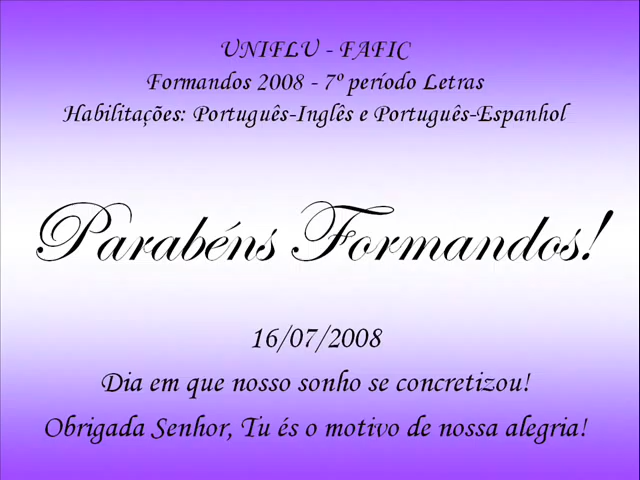 UNIFLU - FAFIC
Formandos 2008 - 7º período Letras
Habilitações: Português-Inglês e Português-Espanhol
Parabéns Formandos!
16/07/2008
Dia em que nosso sonho se concretizou!
Obrigada Senhor, Tu és o motivo de nossa alegria!